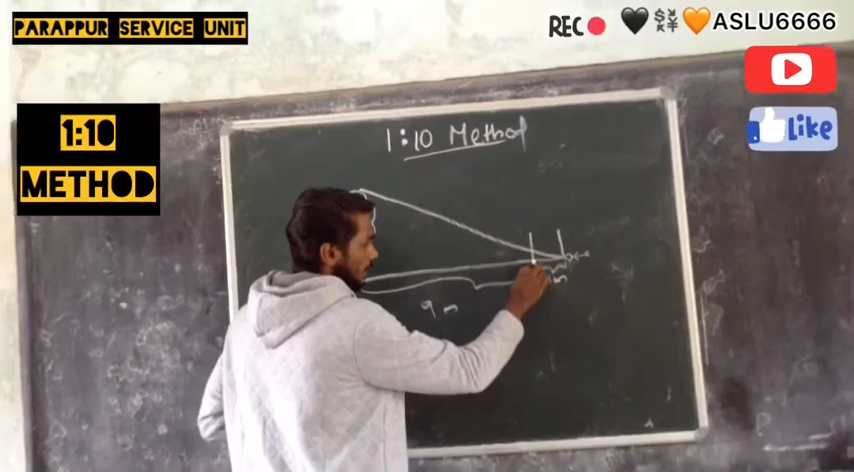 PARAPPUR SERVICE UNIT
REC
ASLU6666
Like
1:10
METHOD
1:10 Method
9 m